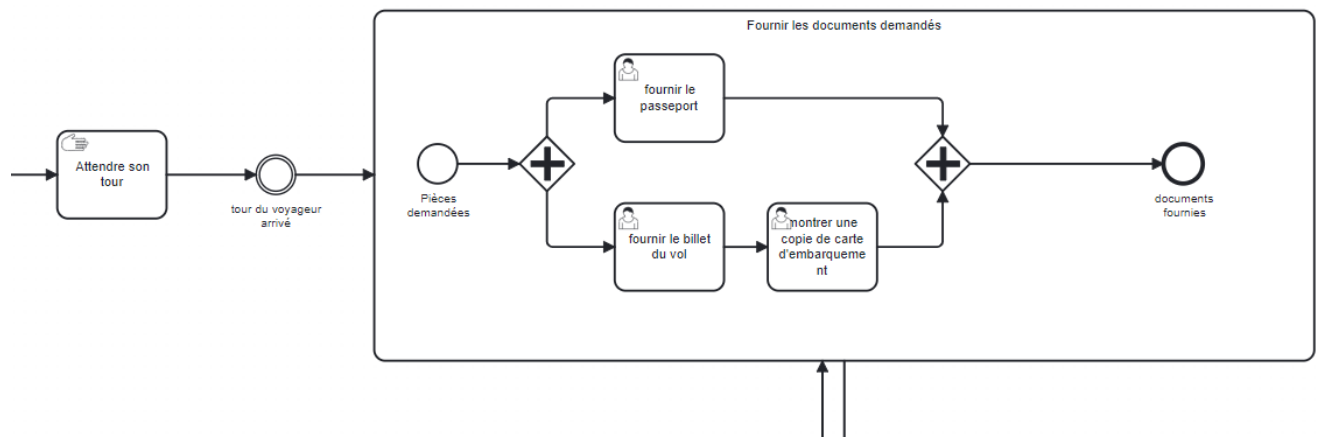 Fournir les documents demandés
fournir le
passeport
Attendre son
tour
tour du voyageur
arrivé
Pièces
demandées
fournir le billet
du vol
montrer une
copie de carte
d'embarqueme
nt
documents
fournies